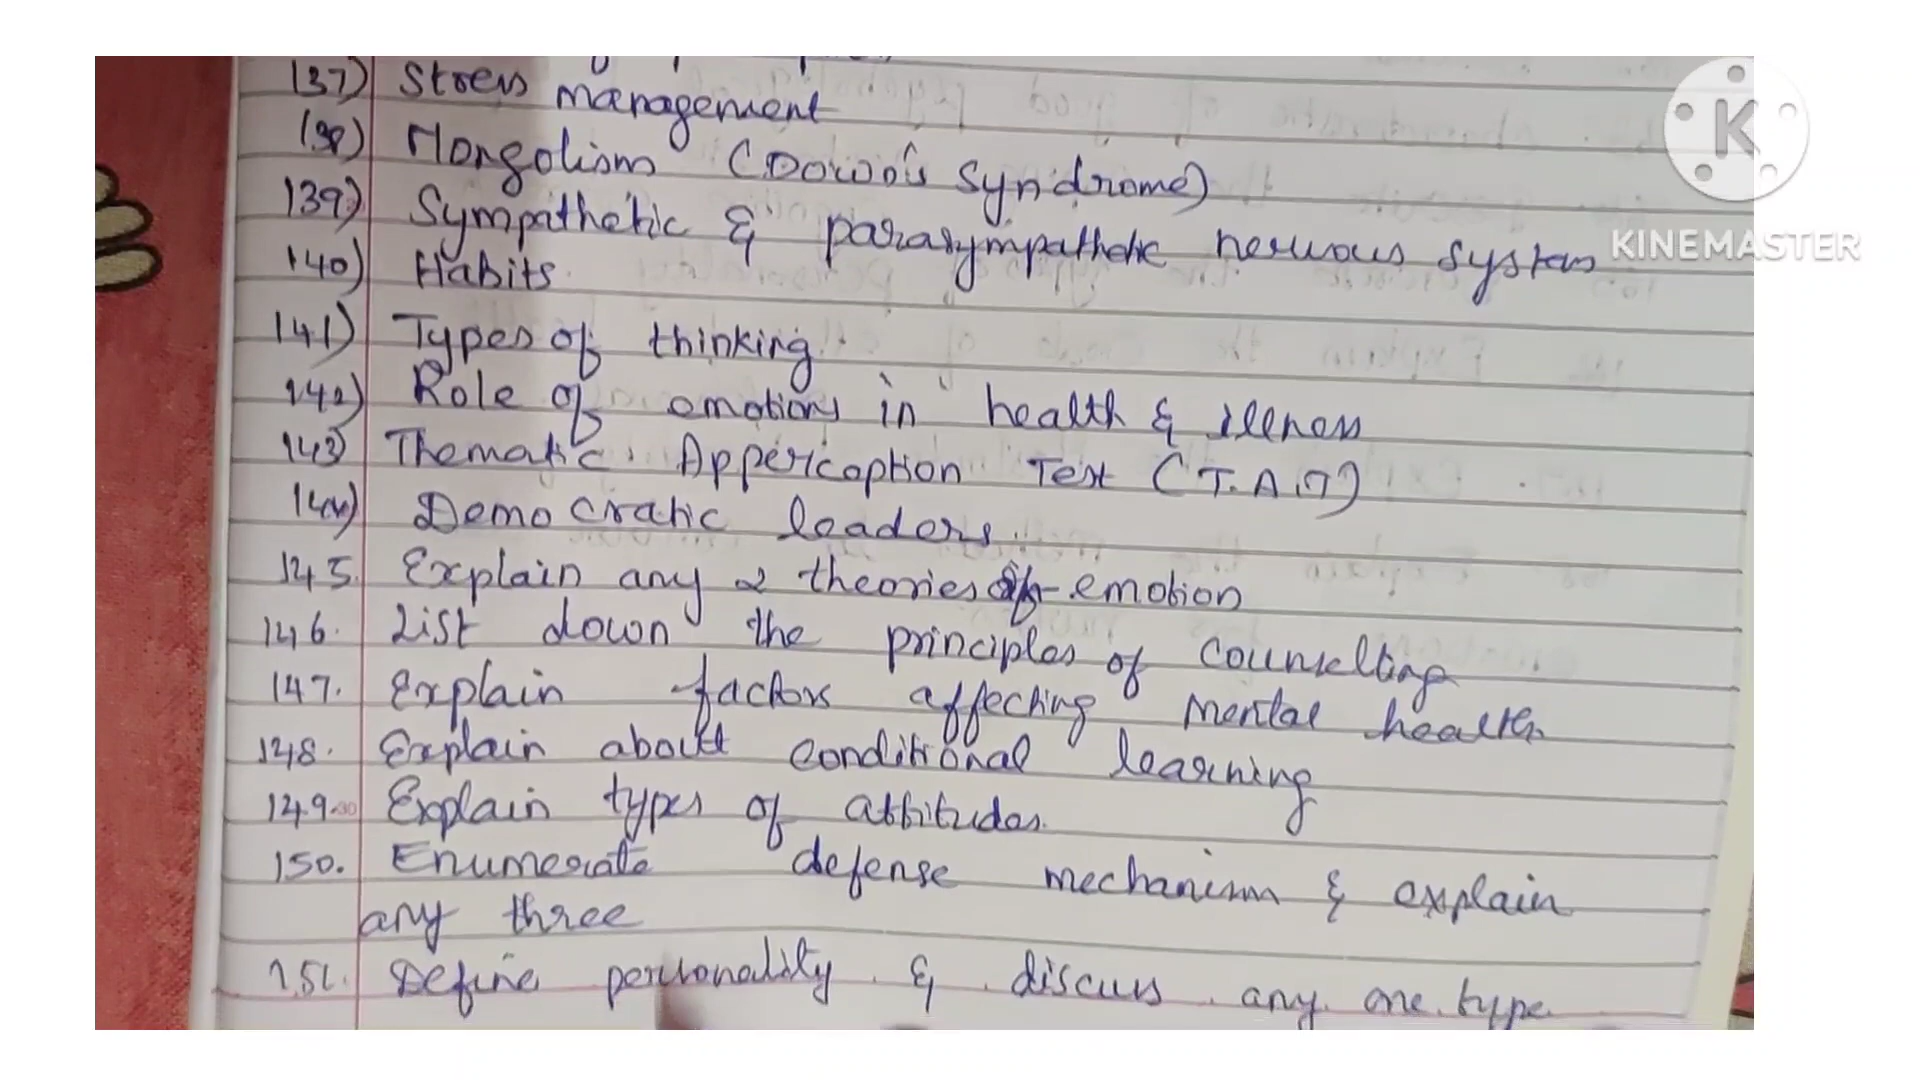 137) Stress management
138) Mongolism (Down's Syndrome)
139) Sympathetic & parasympathetic nervous system
140) Habits
141) Types of thinking
142) Role of emotions in health & illness
143) Thematic Apperception Test (T.A.T)
144) Democratic leaders
145. Explain any 2 theories of emotion
146. List down the principles of Counselling
147. Explain factors affecting mental health
148. Explain about conditional learning
149. Explain types of attitudes.
150. Enumerate defense mechanism & explain
any three
151. Define personality & discuss any one type
K
KINEMASTER